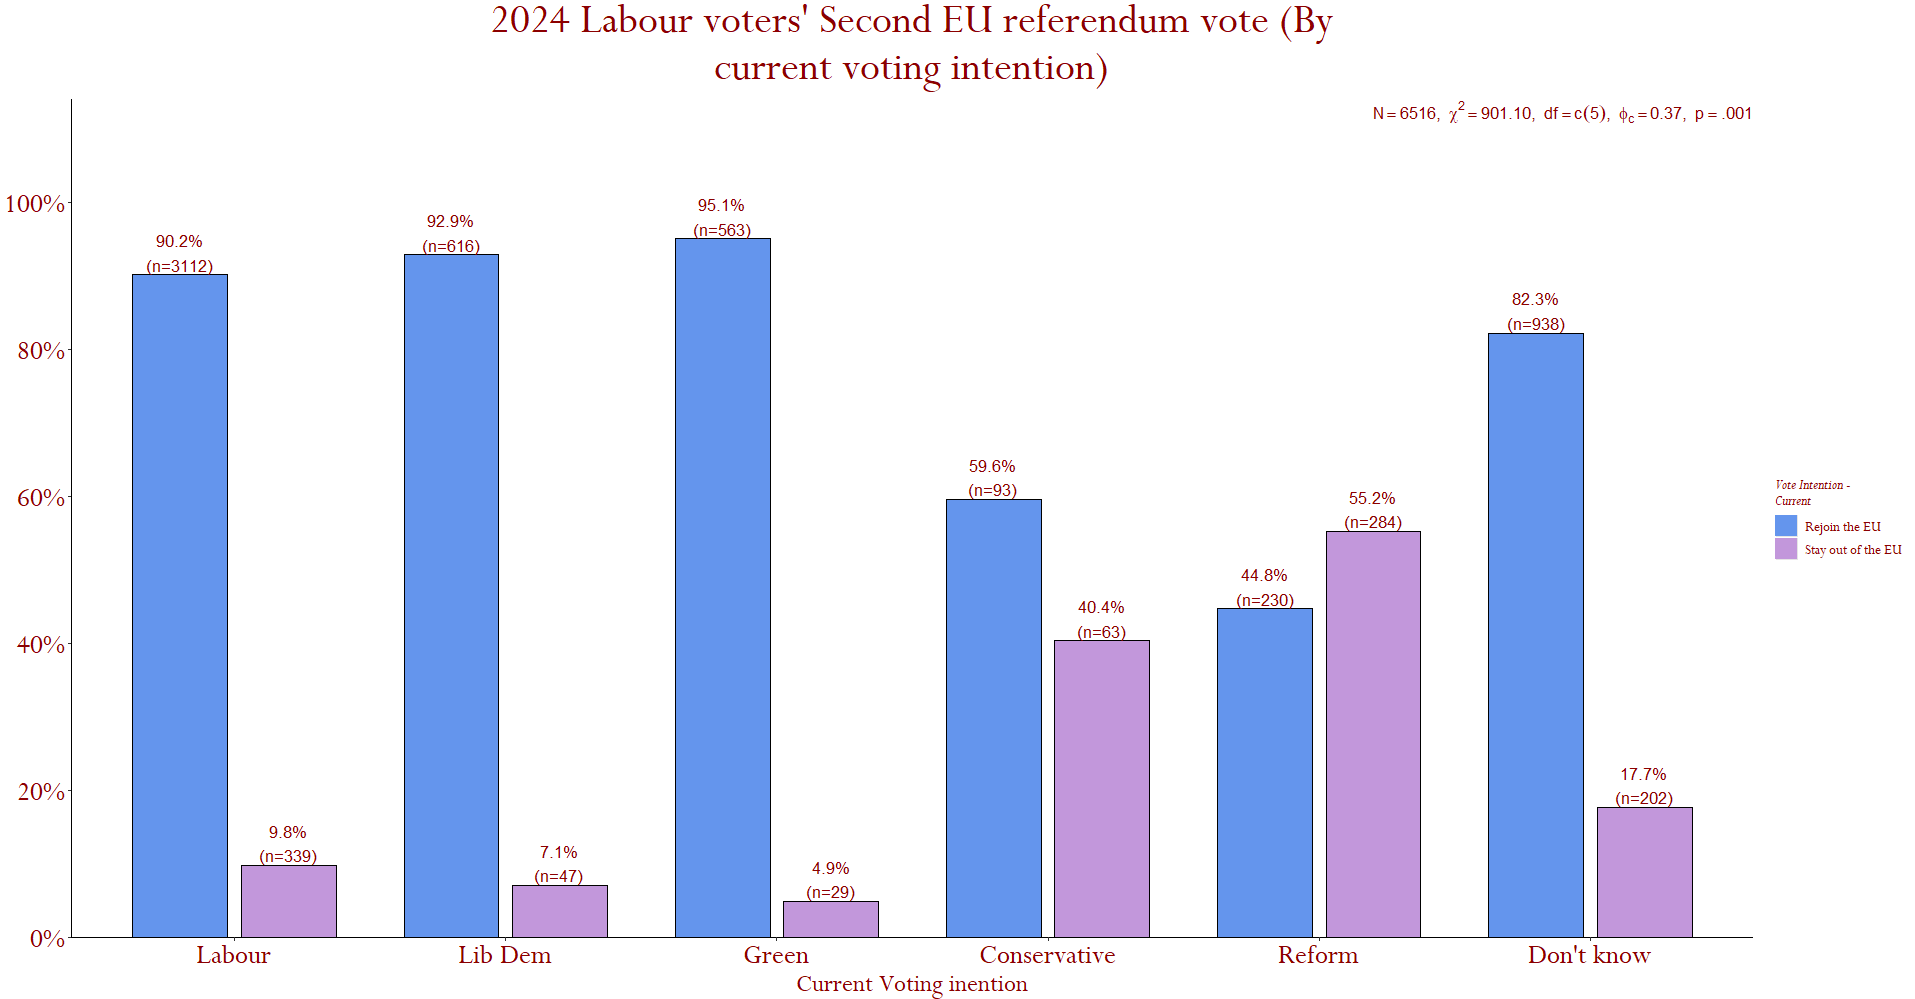 2024 Labour voters' Second EU referendum vote (By
current voting intention)
N = 6516, χ2 = 901.10, df = c(5), ϕc = 0.37, p = .001
100%
80%
60%
40%
20%
0%
90.2%
(n=3112)
9.8%
(n=339)
92.9%
(n=616)
7.1%
(n=47)
95.1%
(n=563)
4.9%
(n=29)
59.6%
(n=93)
40.4%
(n=63)
44.8%
(n=230)
55.2%
(n=284)
82.3%
(n=938)
17.7%
(n=202)
Labour
Lib Dem
Green
Conservative
Reform
Don't know
Current Voting inention
Vote Intention -
Current
Rejoin the EU
Stay out of the EU